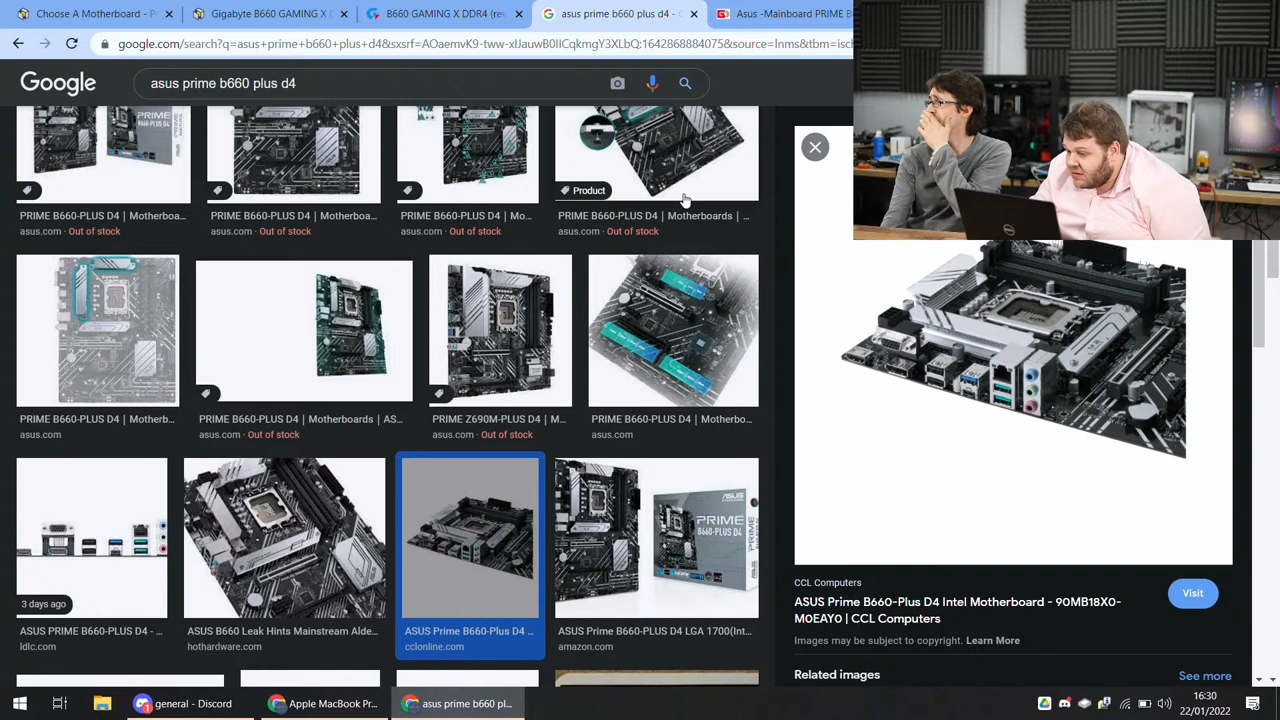 Choose A Motherboard - P
Gigabyte B660 GAMING X
B660 GAMING X DDR4 (rev
asus prime b660 plus d4 - G
Asus -Mainboard PRIME B
google.com/search?q=asus+prime+b660+plus+d4&sxsrf=AOaemvK9-tww-xIJauwB0IICqkmgY3XLbQ:1642868884075&source=lnms&tbm=isch
Google
asus prime b660 plus d4
Product
PRIME B660-PLUS D4 | Motherboa...
PRIME B660-PLUS D4 | Motherboa...
PRIME B660-PLUS D4 | Mo...
PRIME B660-PLUS D4 | Motherboards | ...
asus.com · Out of stock
asus.com · Out of stock
asus.com · Out of stock
asus.com · Out of stock
PRIME B660-PLUS D4 | Motherb...
PRIME B660-PLUS D4 | Motherboards | AS...
PRIME Z690M-PLUS D4 | M...
PRIME B660-PLUS D4 | Motherbo...
asus.com
asus.com · Out of stock
asus.com · Out of stock
asus.com
ASUS
PRIME
B660-PLUS D4
3 days ago
ASUS PRIME B660-PLUS D4 - ...
ASUS B660 Leak Hints Mainstream Alde...
ASUS Prime B660-Plus D4 ...
ASUS Prime B660-PLUS D4 LGA 1700(Int...
ldlc.com
hothardware.com
cclonline.com
amazon.com
CCL Computers
Visit
ASUS Prime B660-Plus D4 Intel Motherboard - 90MB18X0-
M0EAY0 | CCL Computers
Images may be subject to copyright. Learn More
Related images
See more
general - Discord
Apple MacBook Pr...
asus prime b660 pl...
16:30
22/01/2022